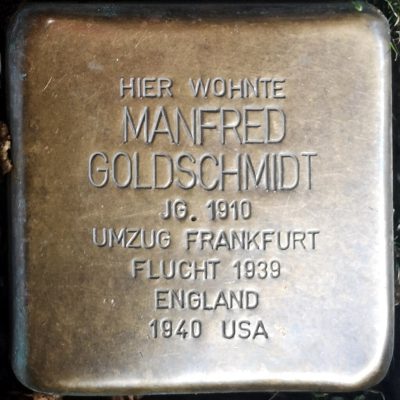 HIER WOHNTE
MANFRED
GOLDSCHMIDT
JG. 1910
UMZUG FRANKFURT
FLUCHT 1939
ENGLAND
1940 USA